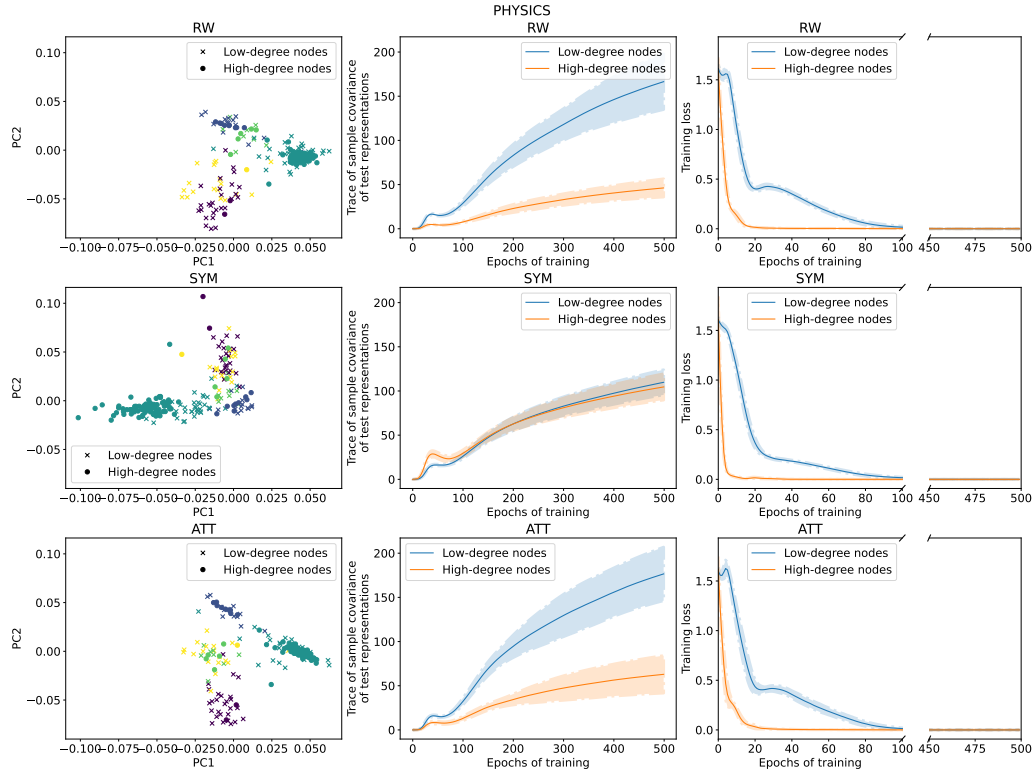 PHYSICS
RW
RW
RW
Low-degree nodes
High-degree nodes
PC2
0.10
0.05
0.00
−0.05
−0.100 −0.075 −0.050 −0.025 0.000 0.025 0.050
PC1
Low-degree nodes
High-degree nodes
Trace of sample covariance
of test representations
200
150
100
50
0
0 100 200 300 400 500
Epochs of training
Low-degree nodes
High-degree nodes
Training loss
1.5
1.0
0.5
0.0
0 20 40 60 80 100
450 475 500
Epochs of training
SYM
SYM
SYM
Low-degree nodes
High-degree nodes
PC2
0.10
0.05
0.00
−0.05
−0.100 −0.075 −0.050 −0.025 0.000 0.025 0.050
PC1
Low-degree nodes
High-degree nodes
Trace of sample covariance
of test representations
200
150
100
50
0
0 100 200 300 400 500
Epochs of training
Low-degree nodes
High-degree nodes
Training loss
1.5
1.0
0.5
0.0
0 20 40 60 80 100
450 475 500
Epochs of training
ATT
ATT
ATT
Low-degree nodes
High-degree nodes
PC2
0.10
0.05
0.00
−0.05
−0.100 −0.075 −0.050 −0.025 0.000 0.025 0.050
PC1
Low-degree nodes
High-degree nodes
Trace of sample covariance
of test representations
200
150
100
50
0
0 100 200 300 400 500
Epochs of training
Low-degree nodes
High-degree nodes
Training loss
1.5
1.0
0.5
0.0
0 20 40 60 80 100
450 475 500
Epochs of training